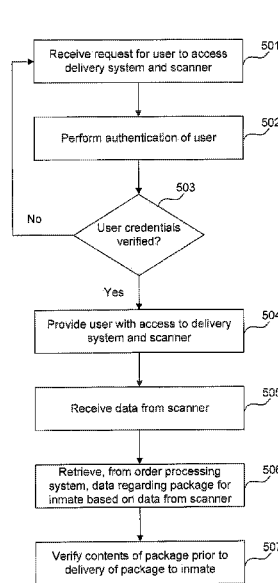 Receive request for user to access
delivery system and scanner
501
Perform authentication of user
502
503
User credentials
verified?
No
Yes
Provide user with access to delivery
system and scanner
504
Receive data from scanner
505
Retrieve, from order processing
system, data regarding package for
inmate based on data from scanner
506
Verify contents of package prior to
delivery of package to inmate
507